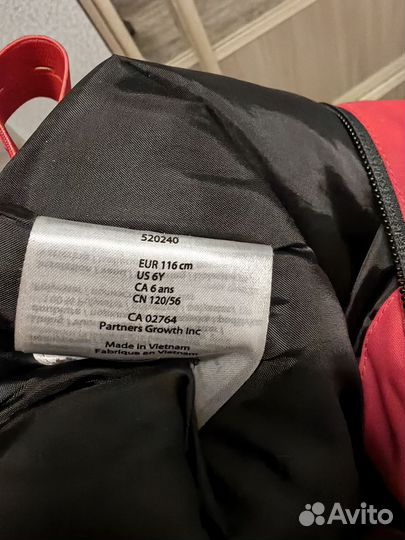 520240
EUR 116 cm
US 6Y
CA 6 ans
CN 120/56
CA 02764
Partners Growth Inc
Made in Vietnam
Fabriqué en Vietnam
Avito